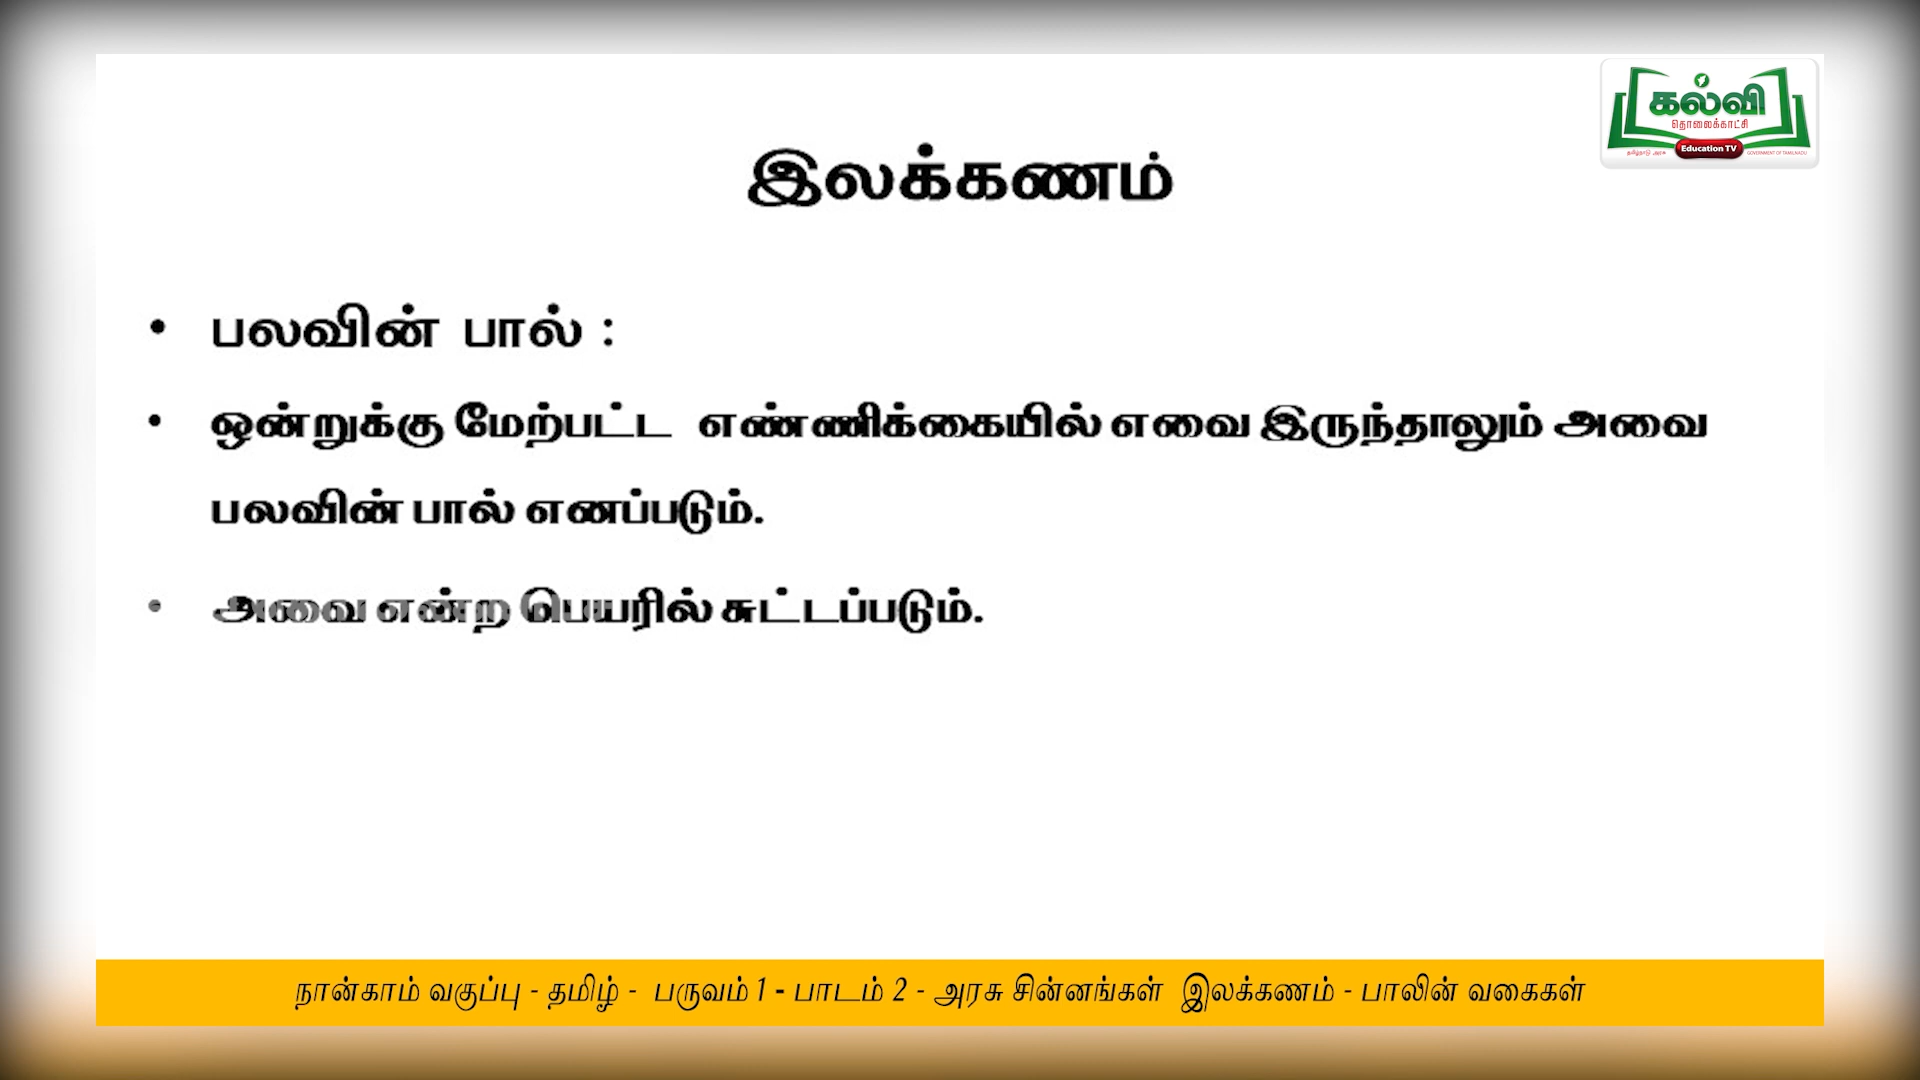 கல்வி
தொலைக்காட்சி
தமிழ்நாடு அரசு Education TV GOVERNMENT OF TAMILNADU
இலக்கணம்
• பலவின் பால் :
• ஒன்றுக்கு மேற்பட்ட எண்ணிக்கையில் எவை இருந்தாலும் அவை
பலவின் பால் எனப்படும்.
• அவை என்ற பெயரில் சுட்டப்படும்.
நான்காம் வகுப்பு - தமிழ் - பருவம் 1 - பாடம் 2 - அரசு சின்னங்கள் இலக்கணம் - பாலின் வகைகள்